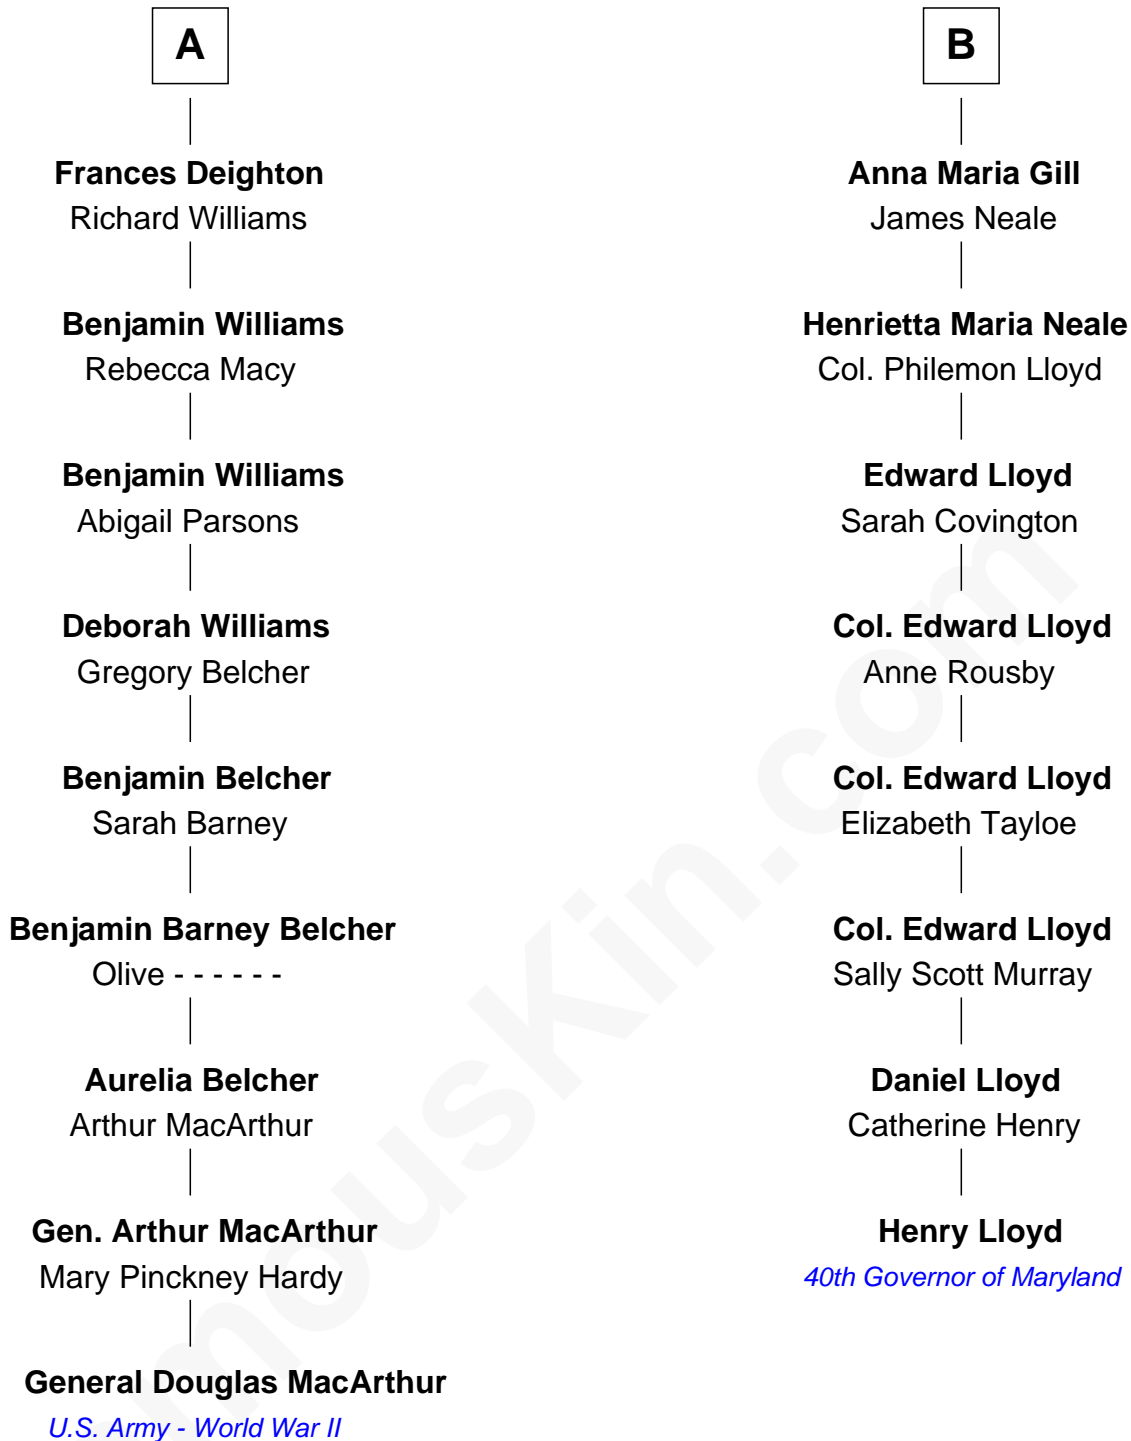 A
Frances Deighton
Richard Williams
Benjamin Williams
Rebecca Macy
Benjamin Williams
Abigail Parsons
Deborah Williams
Gregory Belcher
Benjamin Belcher
Sarah Barney
Benjamin Barney Belcher
Olive - - - - - -
Aurelia Belcher
Arthur MacArthur
Gen. Arthur MacArthur
Mary Pinckney Hardy
General Douglas MacArthur
U.S. Army - World War II
B
Anna Maria Gill
James Neale
Henrietta Maria Neale
Col. Philemon Lloyd
Edward Lloyd
Sarah Covington
Col. Edward Lloyd
Anne Rousby
Col. Edward Lloyd
Elizabeth Tayloe
Col. Edward Lloyd
Sally Scott Murray
Daniel Lloyd
Catherine Henry
Henry Lloyd
40th Governor of Maryland
mousKin.com